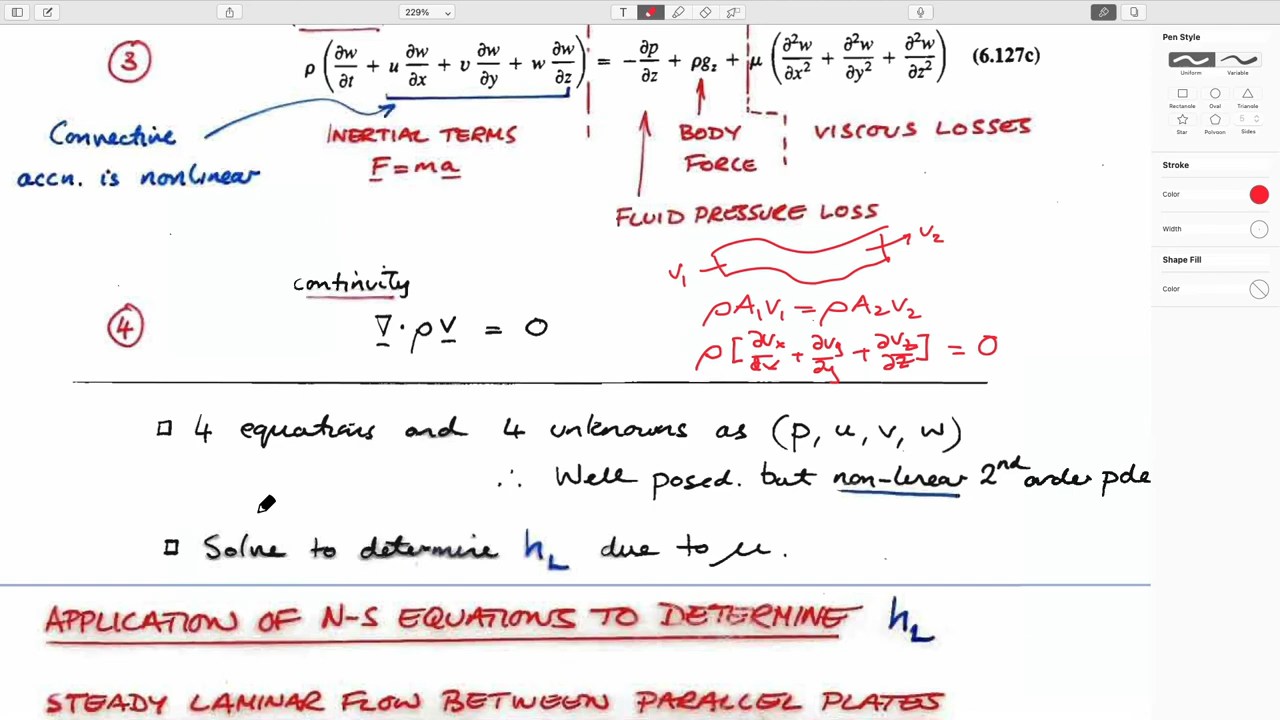 229%
T
③ ρ(∂w/∂t + u ∂w/∂x + v ∂w/∂y + w ∂w/∂z) = −∂p/∂z + ρg_z + μ(∂²w/∂x² + ∂²w/∂y² + ∂²w/∂z²) (6.127c)
Convective
accn. is nonlinear
INERTIAL TERMS
F = ma
BODY
FORCE
VISCOUS LOSSES
FLUID PRESSURE LOSS
V₁
V₂
continuity
④ ∇·ρV = 0
ρA₁V₁ = ρA₂V₂
ρ[∂Vx/∂x + ∂Vy/∂y + ∂Vz/∂z] = 0
4 equations and 4 unknowns as (p, u, v, w)
∴ Well posed. but non-linear 2nd order pde
Solve to determine h_L due to μ.
APPLICATION OF N-S EQUATIONS TO DETERMINE h_L
STEADY LAMINAR FLOW BETWEEN PARALLEL PLATES
Pen Style
Uniform
Variable
Rectangle
Oval
Triangle
Star
Polygon
5
Sides
Stroke
Color
Width
Shape Fill
Color